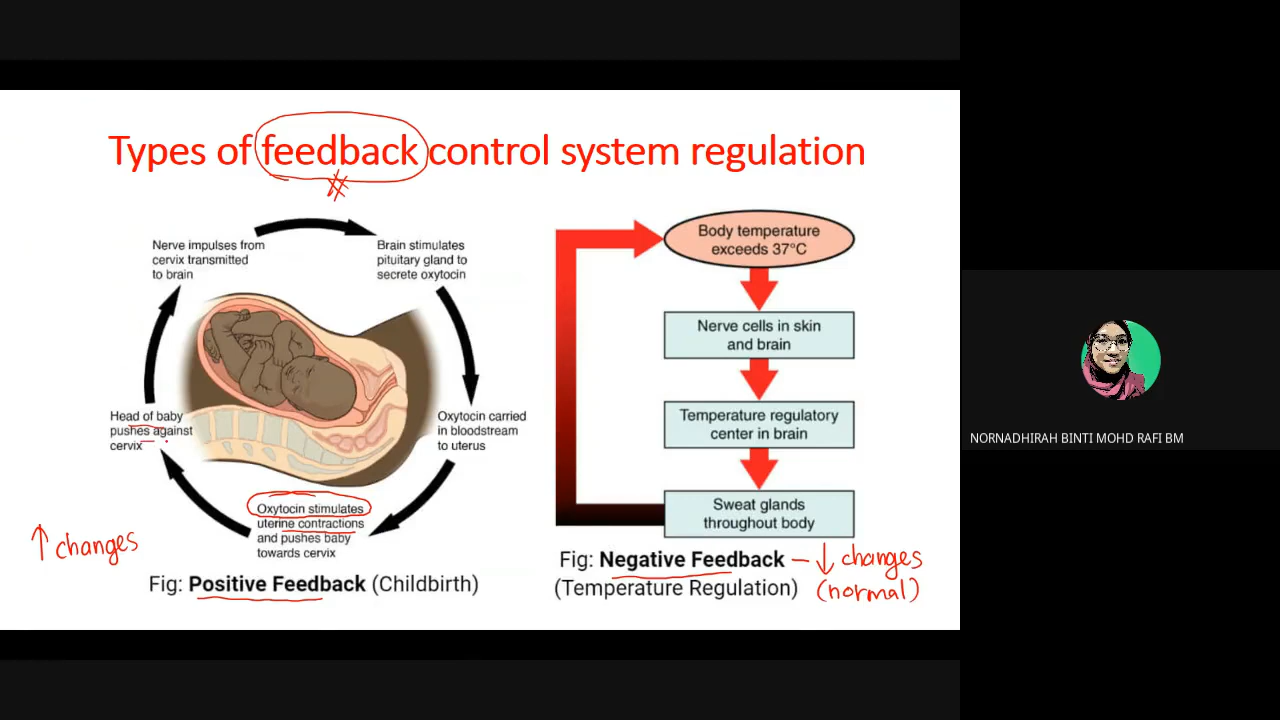 Types of feedback control system regulation
#
Nerve impulses from
cervix transmitted
to brain
Brain stimulates
pituitary gland to
secrete oxytocin
Head of baby
pushes against
cervix
Oxytocin carried
in bloodstream
to uterus
Oxytocin stimulates
uterine contractions
and pushes baby
towards cervix
↑ changes
Fig: Positive Feedback (Childbirth)
Body temperature
exceeds 37°C
Nerve cells in skin
and brain
Temperature regulatory
center in brain
Sweat glands
throughout body
Fig: Negative Feedback – ↓ changes
(Temperature Regulation) (normal)
NORNADHIRAH BINTI MOHD RAFI BM